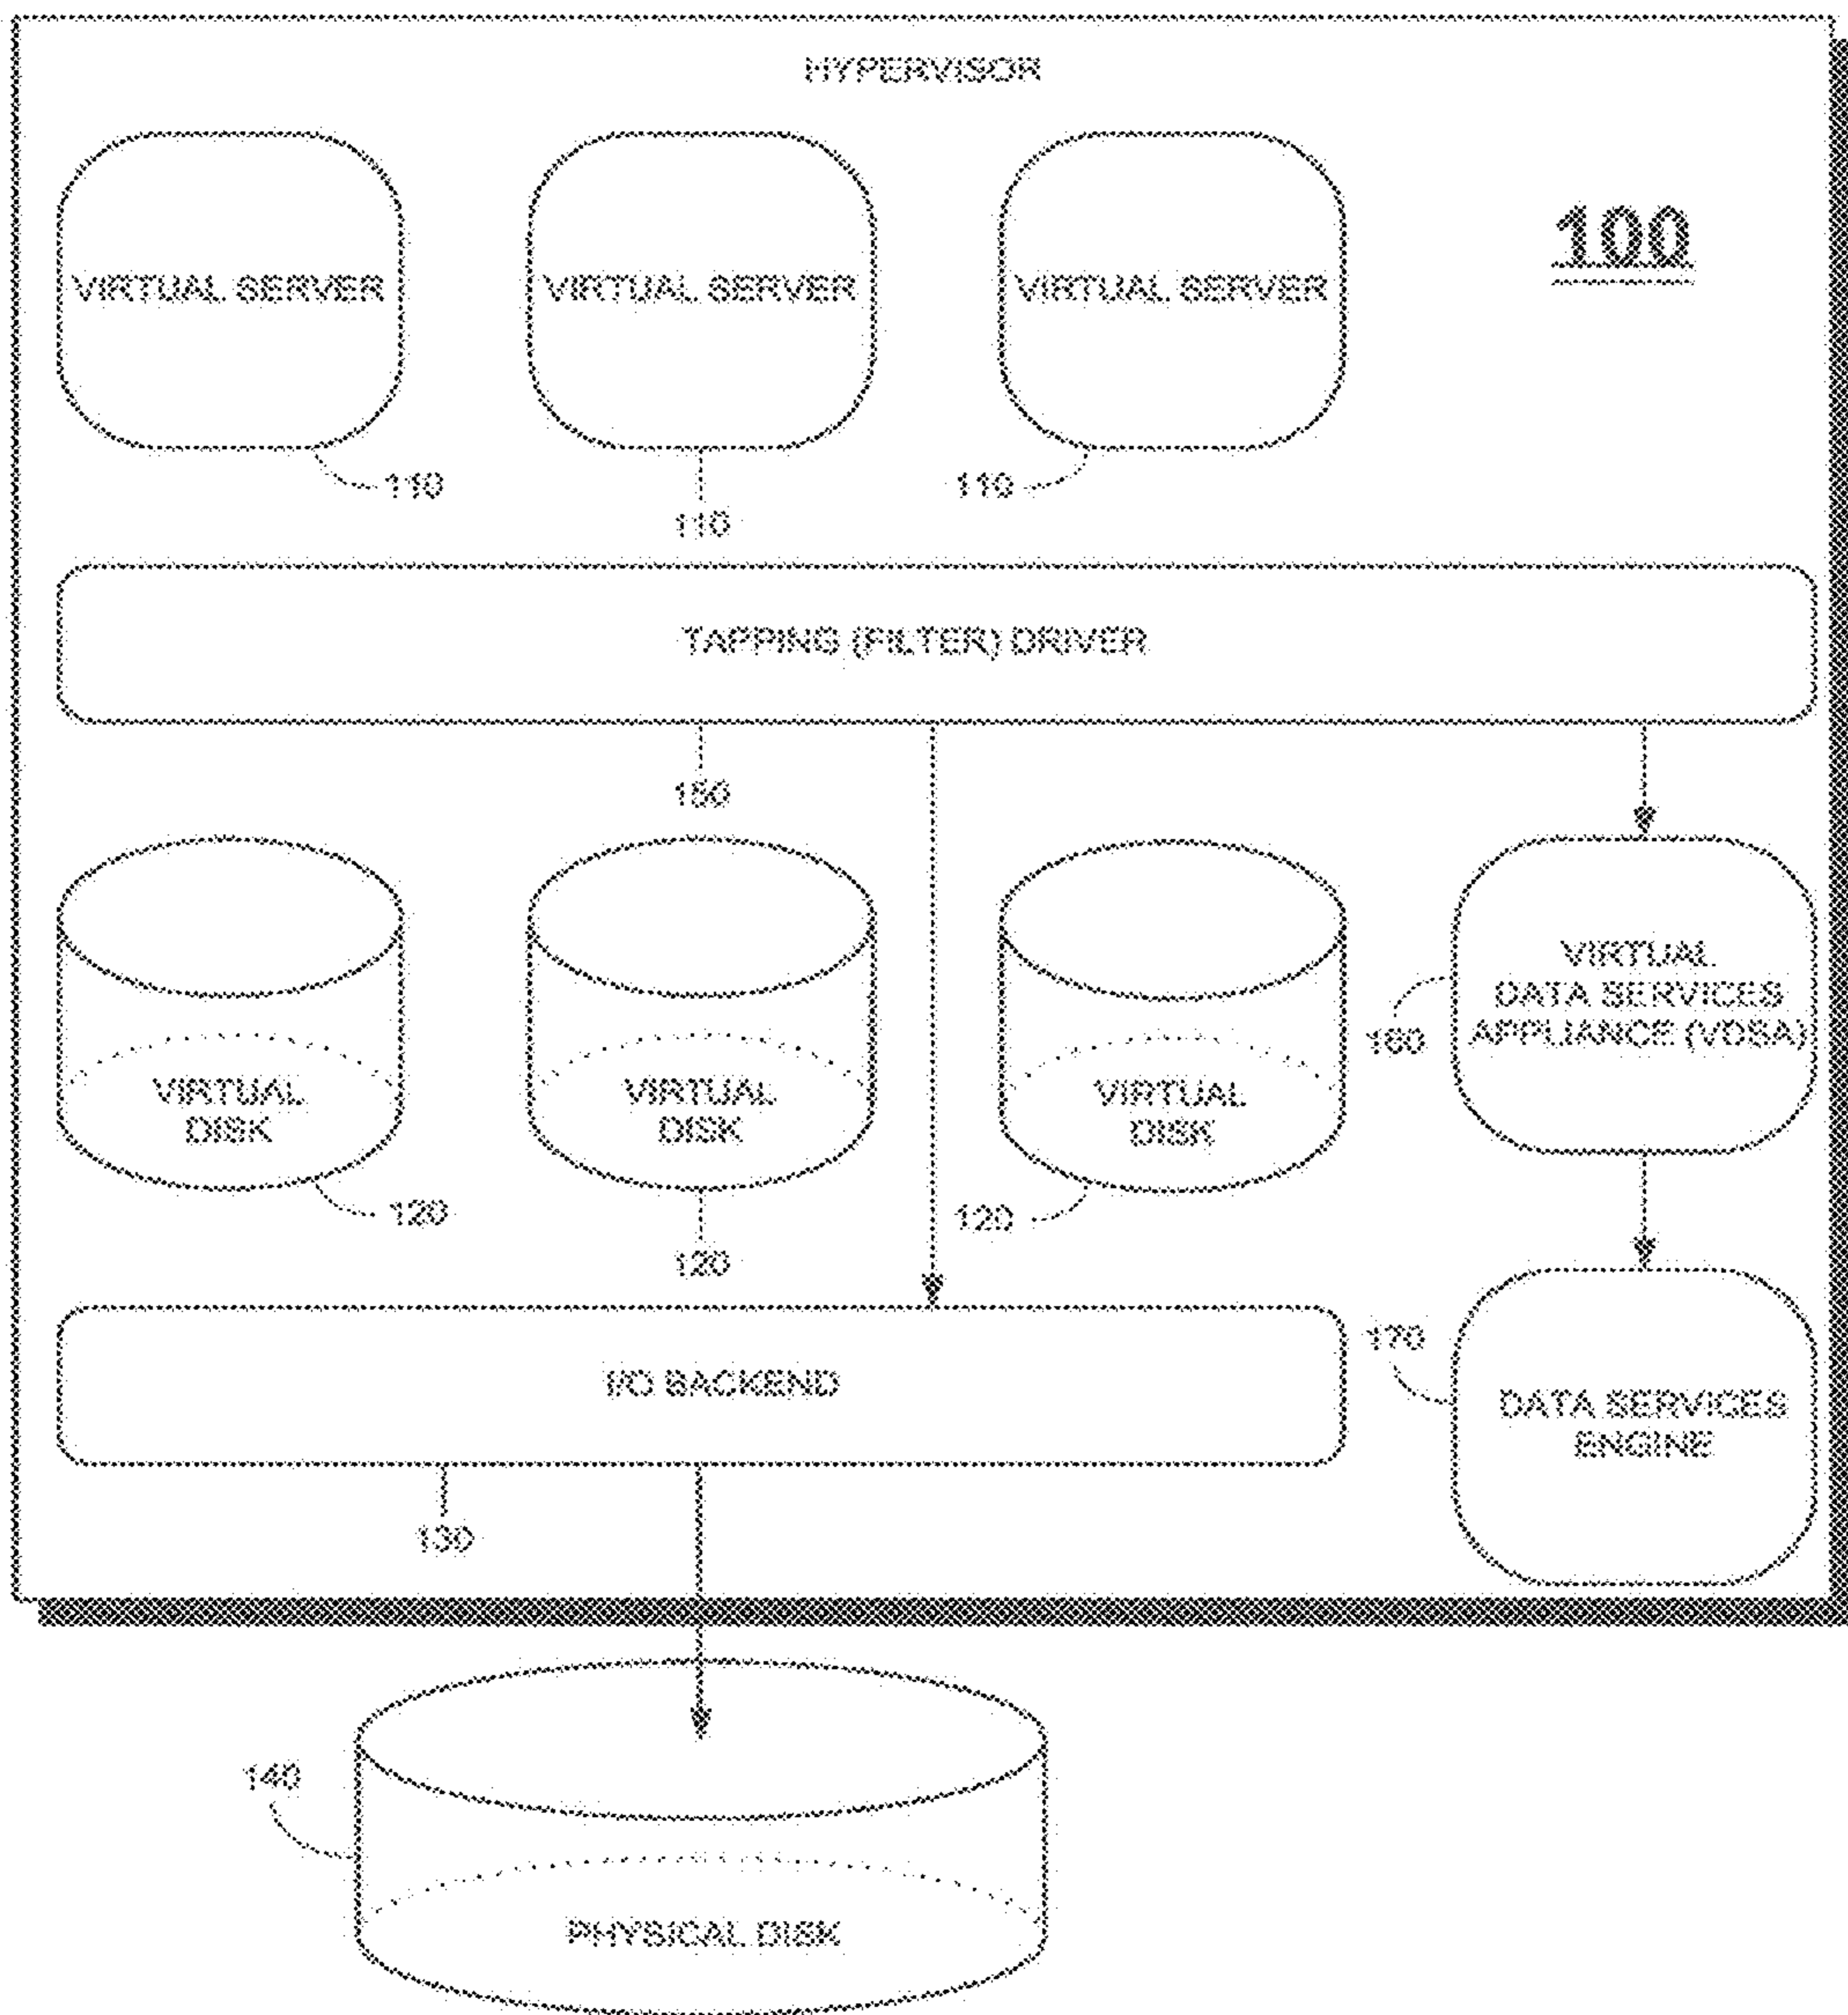 HYPERVISOR
100
VIRTUAL SERVER
VIRTUAL SERVER
VIRTUAL SERVER
110
110
110
TAPPING (FILTER) DRIVER
150
VIRTUAL
DISK
VIRTUAL
DISK
VIRTUAL
DISK
VIRTUAL
DATA SERVICES
APPLIANCE (VDSA)
160
120
120
120
I/O BACKEND
170
DATA SERVICES
ENGINE
130
140
PHYSICAL DISK